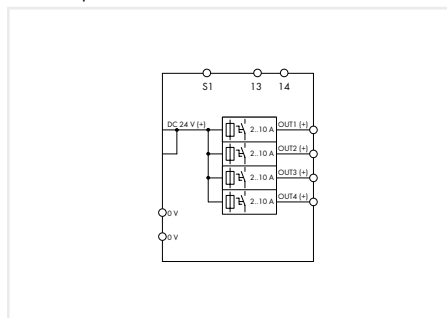 S1 13 14
DC 24 V (+)
2...10 A OUT1 (+)
2...10 A OUT2 (+)
2...10 A OUT3 (+)
2...10 A OUT4 (+)
0 V
0 V